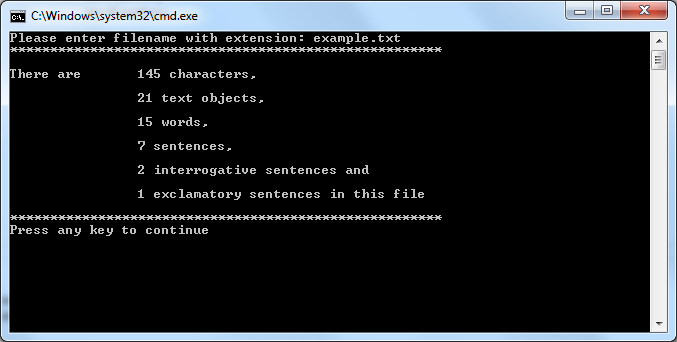 C:\Windows\system32\cmd.exe
Please enter filename with extension: example.txt
******************************************************
There are 145 characters,
21 text objects,
15 words,
7 sentences,
2 interrogative sentences and
1 exclamatory sentences in this file
******************************************************
Press any key to continue